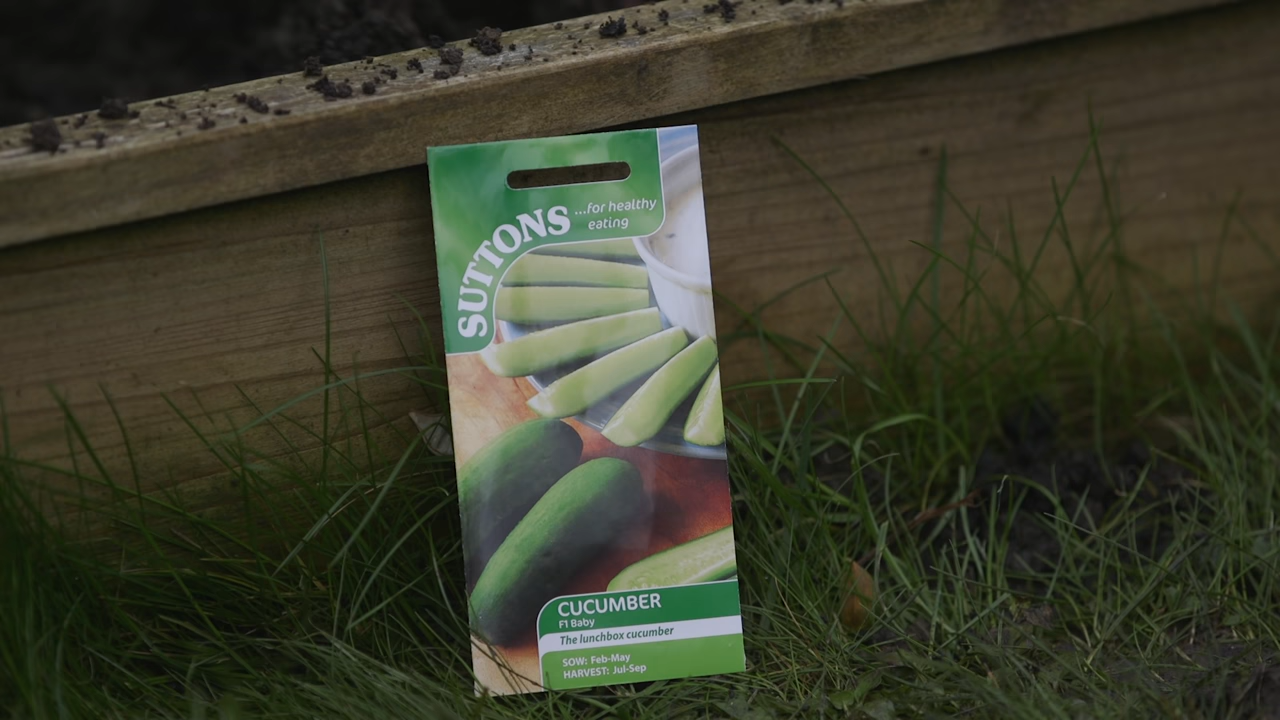 SUTTONS
...for healthy
eating
CUCUMBER
F1 Baby
The lunchbox cucumber
SOW: Feb-May
HARVEST: Jul-Sep